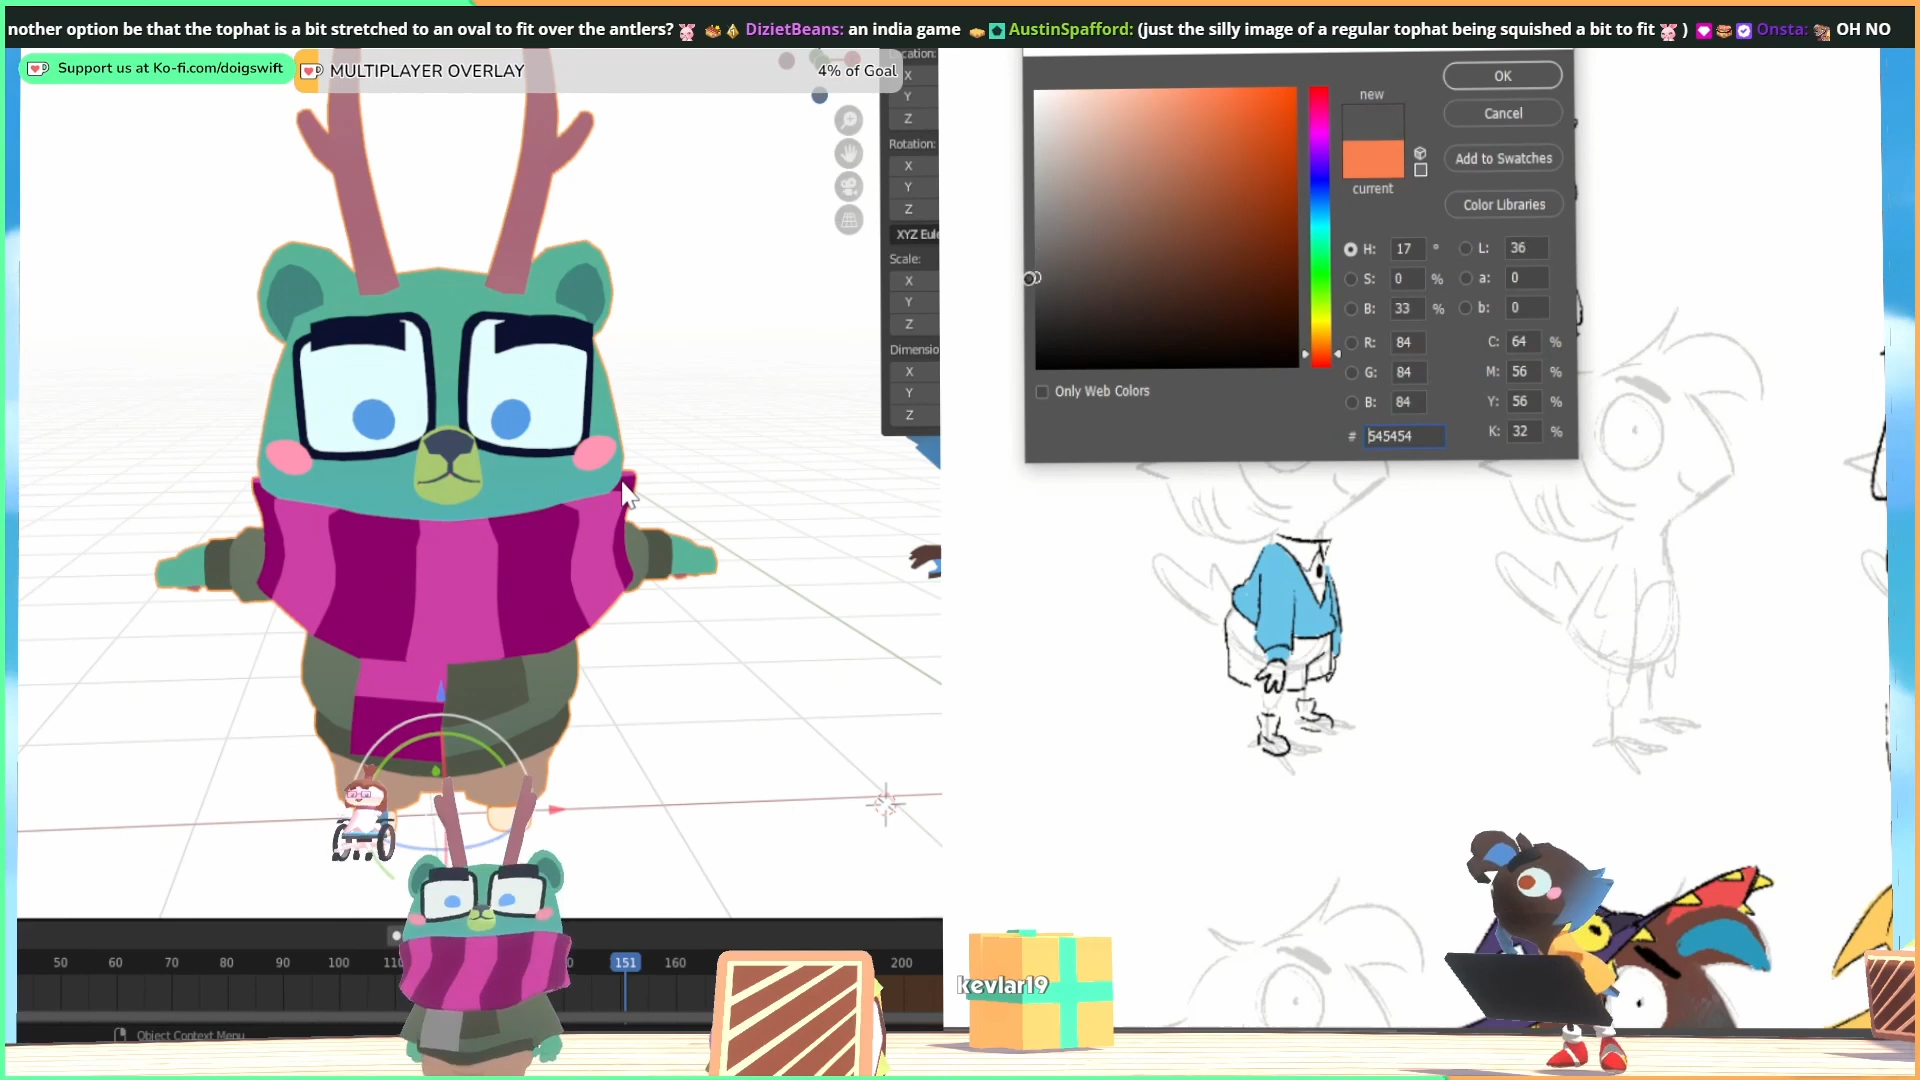 nother option be that the tophat is a bit stretched to an oval to fit over the antlers? DizietBeans: an india game AustinSpafford: (just the silly image of a regular tophat being squished a bit to fit ) Onsta: OH NO
Support us at Ko-fi.com/doigswift
MULTIPLAYER OVERLAY
4% of Goal
X
Y
Z
Rotation:
X
Y
Z
XYZ Eule
Scale:
X
Y
Z
Dimensio
X
Y
Z
new
current
OK
Cancel
Add to Swatches
Color Libraries
H: 17 °
L: 36
S: 0 %
a: 0
B: 33 %
b: 0
R: 84
C: 64 %
G: 84
M: 56 %
B: 84
Y: 56 %
# 545454
K: 32 %
Only Web Colors
50 60 70 80 90 100 110 151 160 200
Object Context Menu
kevlar19